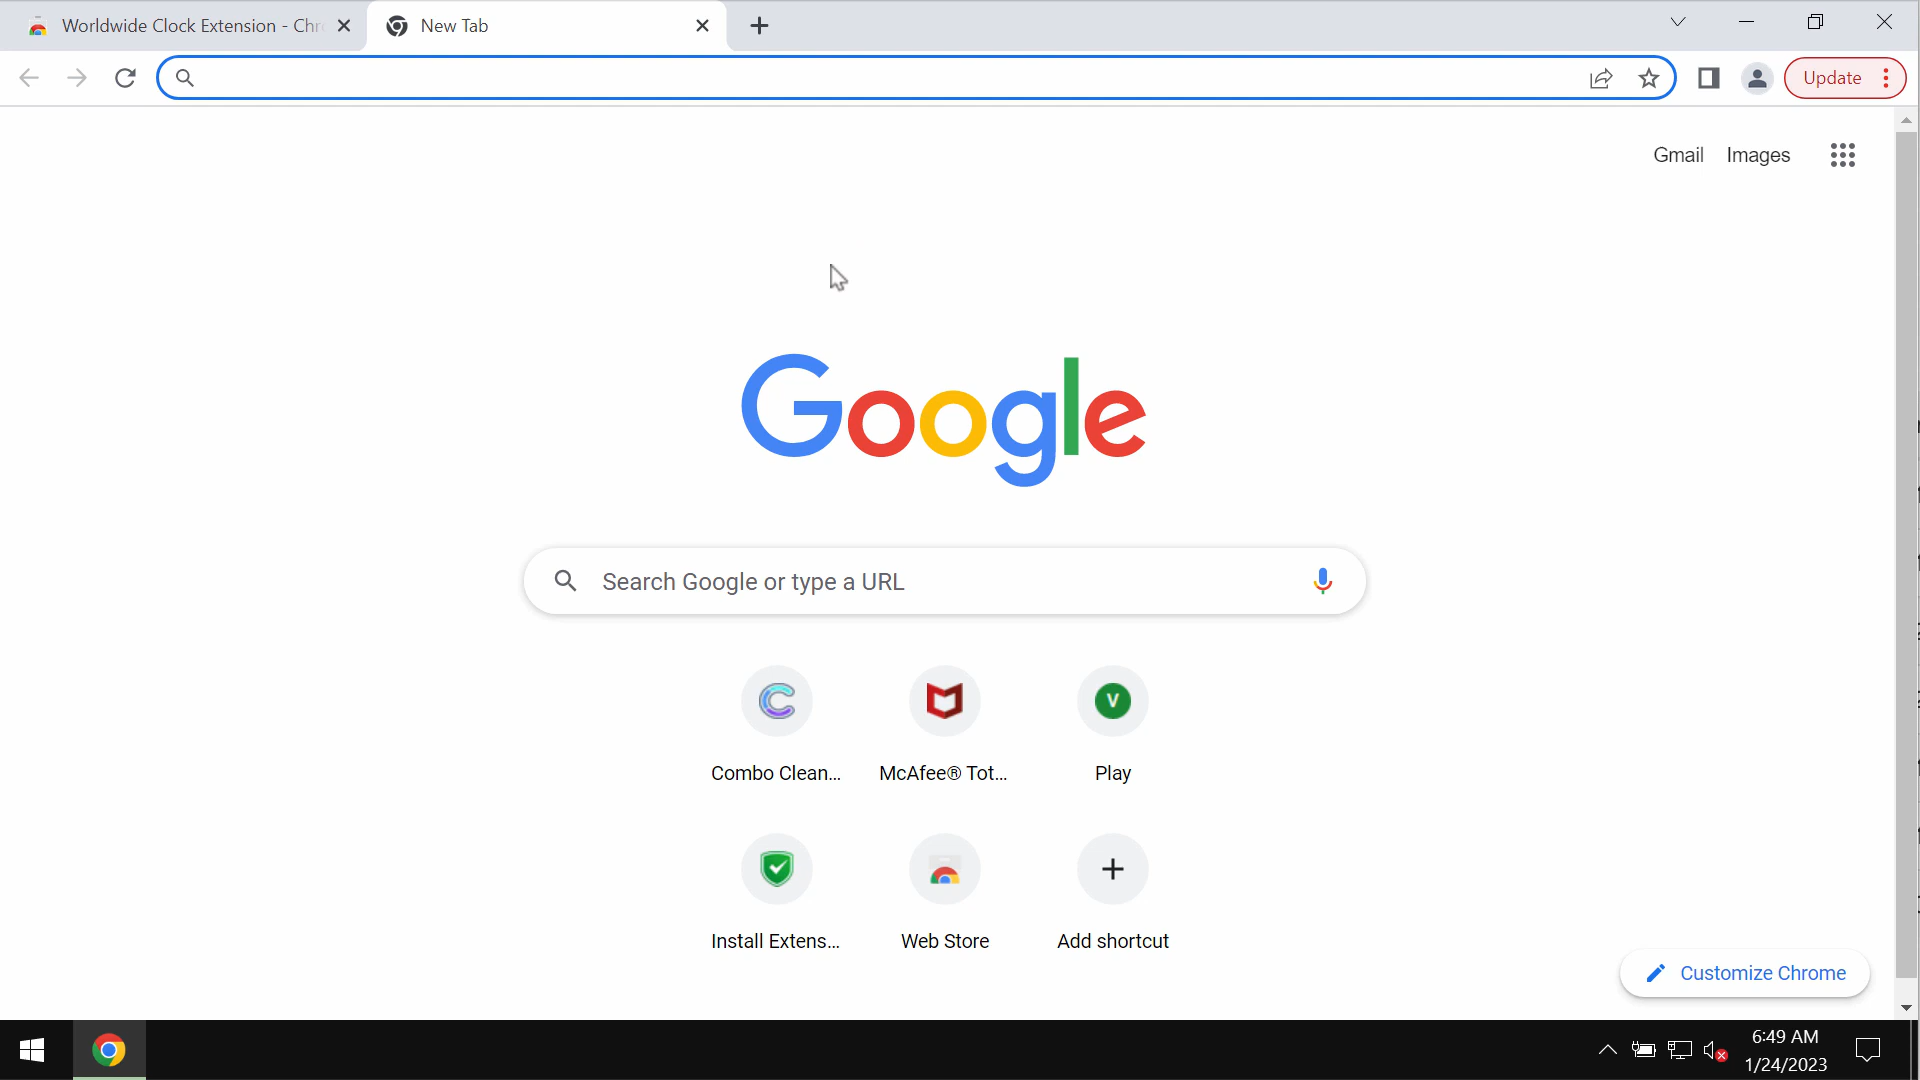 Worldwide Clock Extension - Chr
New Tab
Update
Gmail Images
Google
Search Google or type a URL
Combo Clean... McAfee® Tot... Play
Install Extens... Web Store Add shortcut
Customize Chrome
6:49 AM
1/24/2023